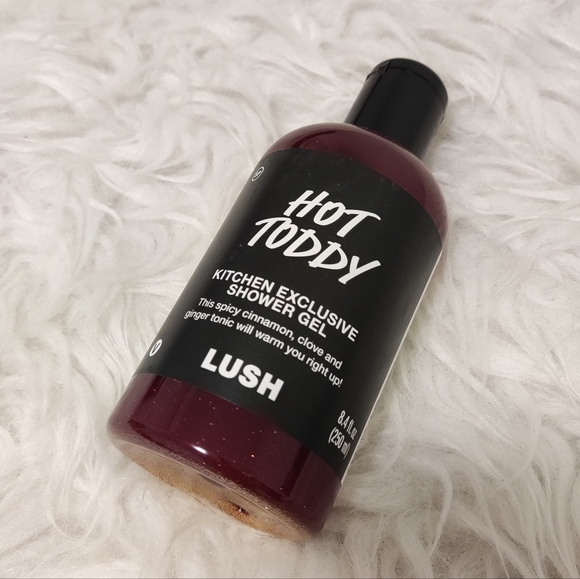 HOT
TODDY
KITCHEN EXCLUSIVE
SHOWER GEL
This spicy cinnamon, clove and
ginger tonic will warm you right up!
LUSH
8.4 fl. oz
(250 ml)